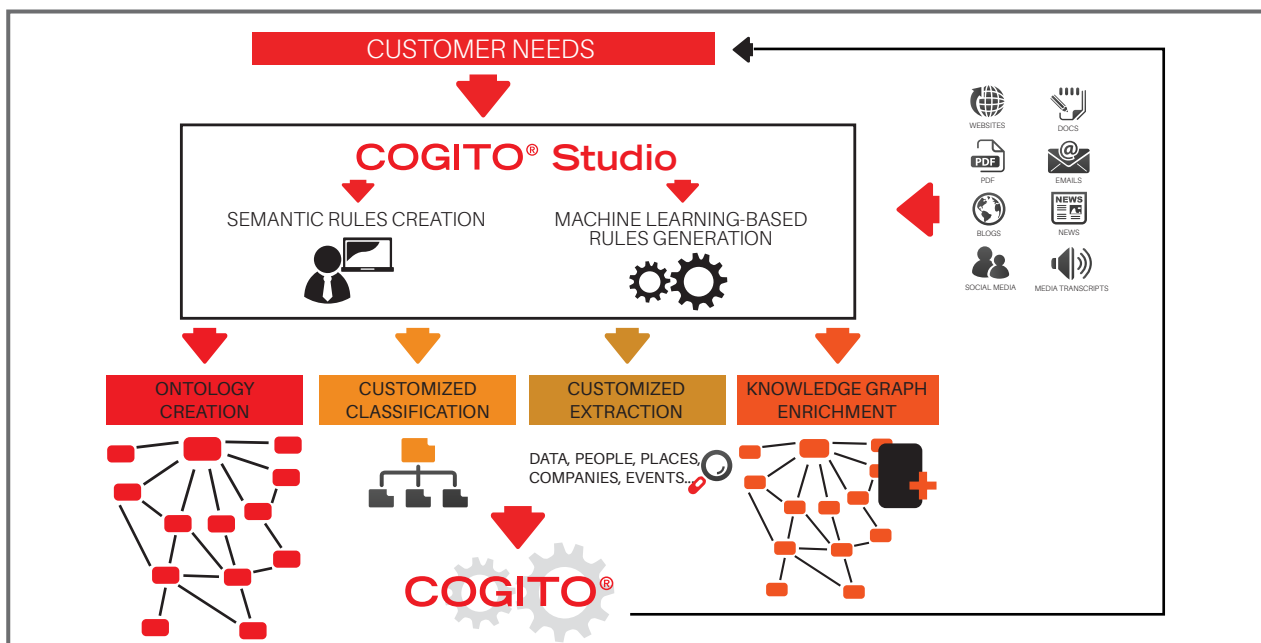 CUSTOMER NEEDS
COGITO® Studio
SEMANTIC RULES CREATION
MACHINE LEARNING-BASED
RULES GENERATION
WEBSITES
DOCS
PDF
PDF
@
EMAILS
BLOGS
NEWS
NEWS
SOCIAL MEDIA
MEDIA TRANSCRIPTS
ONTOLOGY
CREATION
CUSTOMIZED
CLASSIFICATION
CUSTOMIZED
EXTRACTION
KNOWLEDGE GRAPH
ENRICHMENT
DATA, PEOPLE, PLACES,
COMPANIES, EVENTS...
COGITO®